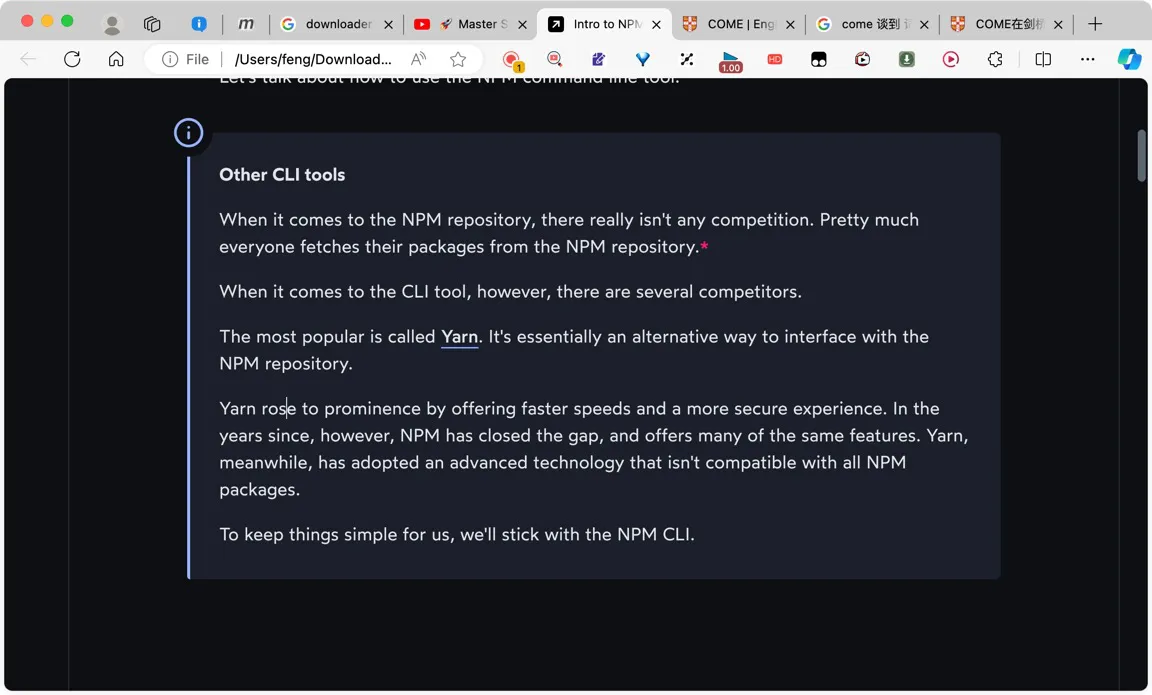 m
downloader
Master S
Intro to NPM
COME | Eng
come 谈到
COME在剑桥
File
/Users/feng/Download...
1
1.00
HD
Let's talk about how to use the NPM command line tool.
Other CLI tools
When it comes to the NPM repository, there really isn't any competition. Pretty much
everyone fetches their packages from the NPM repository.*
When it comes to the CLI tool, however, there are several competitors.
The most popular is called Yarn. It's essentially an alternative way to interface with the
NPM repository.
Yarn rose to prominence by offering faster speeds and a more secure experience. In the
years since, however, NPM has closed the gap, and offers many of the same features. Yarn,
meanwhile, has adopted an advanced technology that isn't compatible with all NPM
packages.
To keep things simple for us, we'll stick with the NPM CLI.